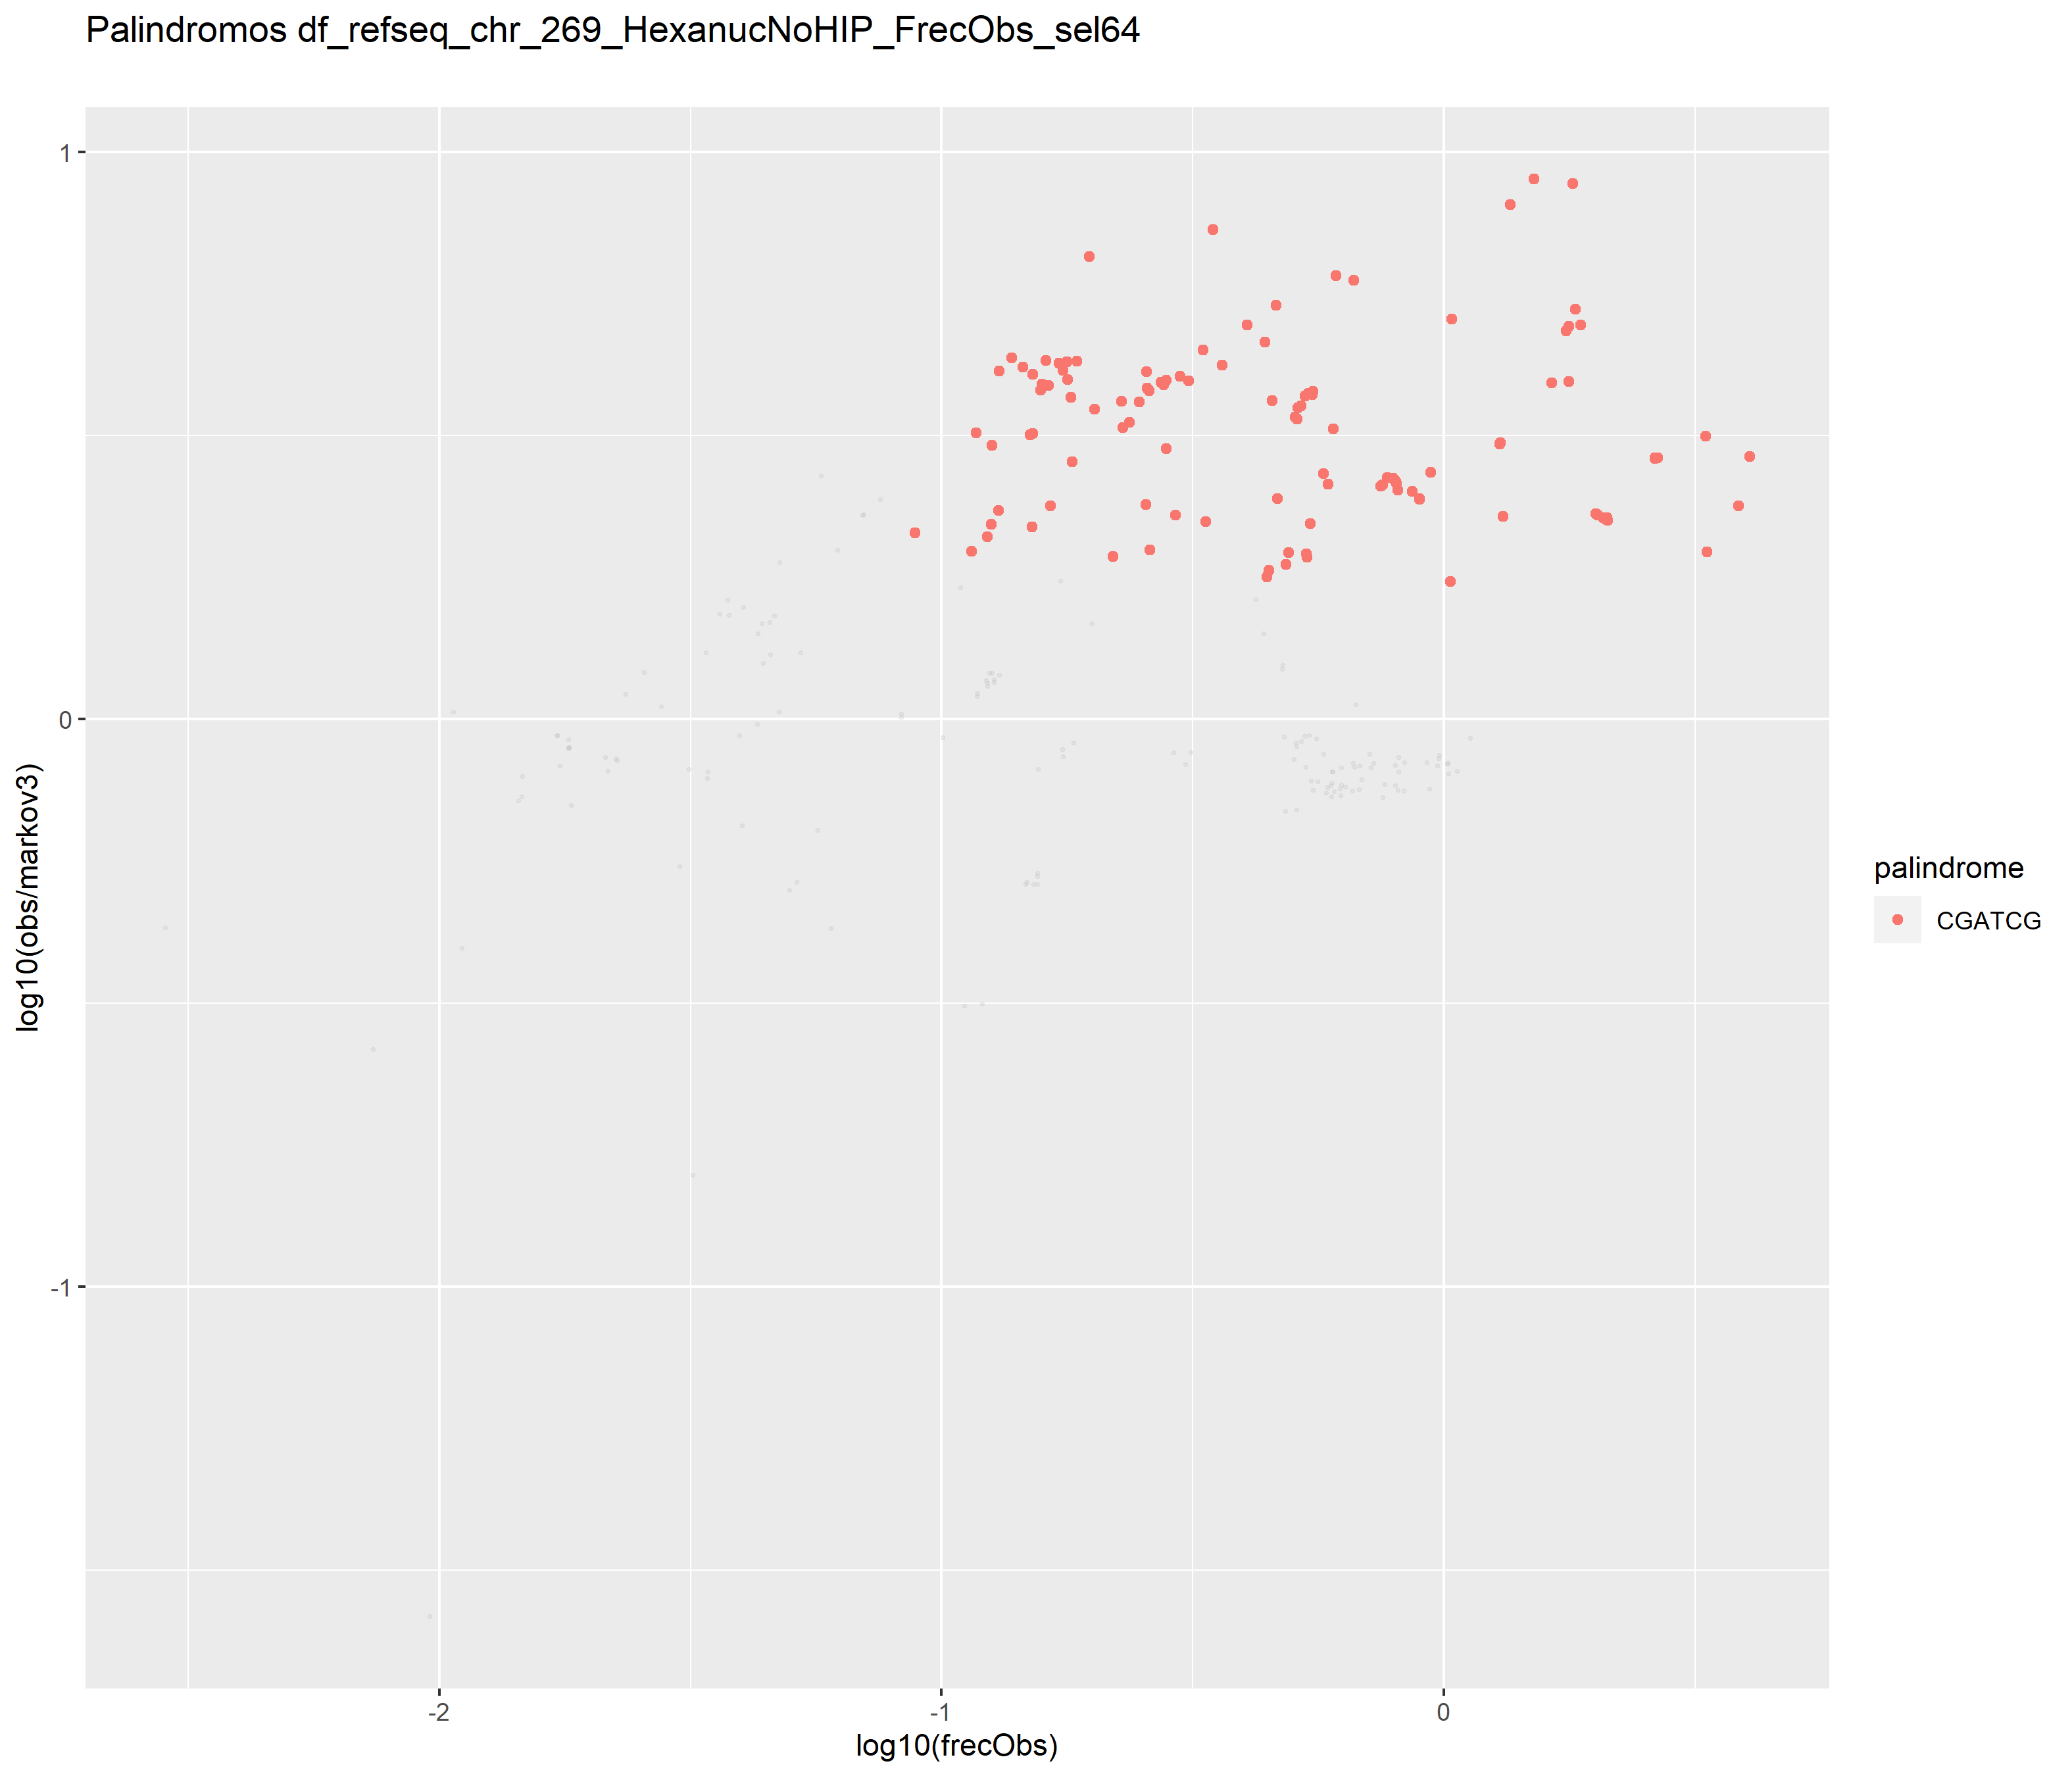 Palindromos df_refseq_chr_269_HexanucNoHIP_FrecObs_sel64
1
0
-1
log10(obs/markov3)
-2
-1
0
log10(frecObs)
palindrome
CGATCG